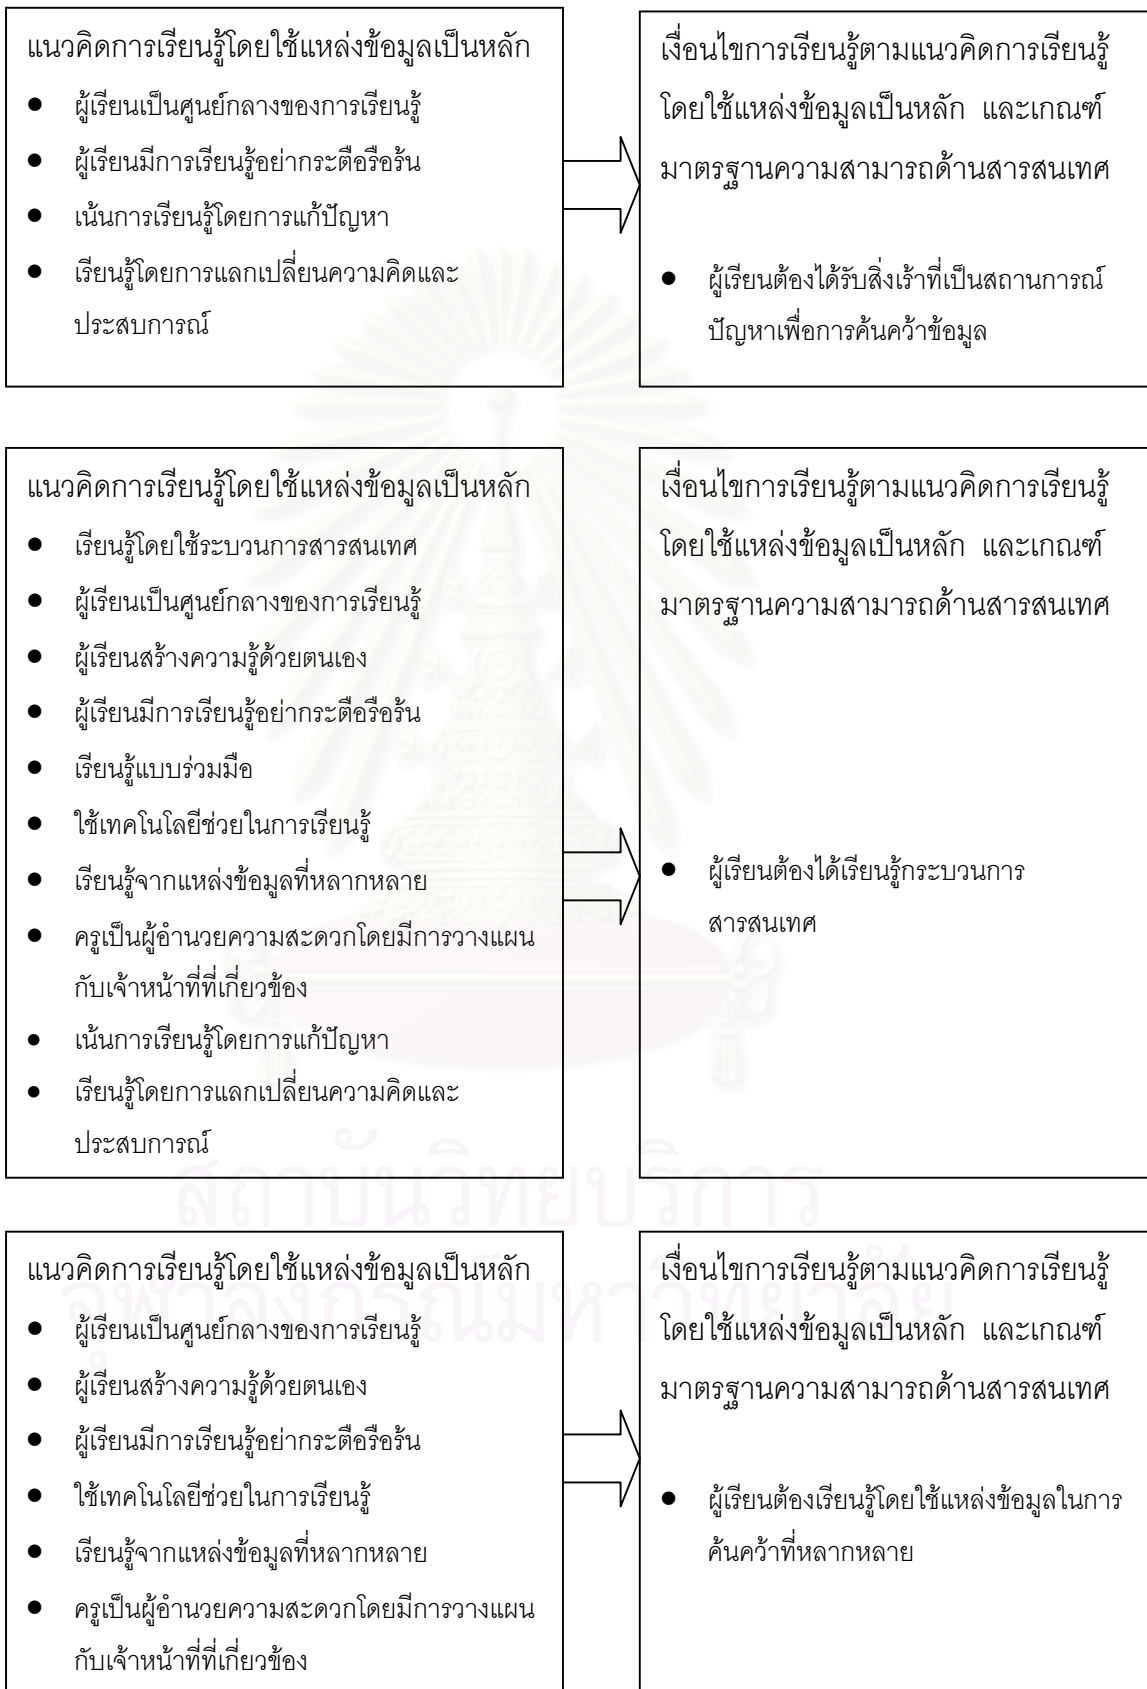 แนวคิดการเรียนรู้โดยใช้แหล่งข้อมูลเป็นหลัก
● ผู้เรียนเป็นศูนย์กลางของการเรียนรู้
● ผู้เรียนมีการเรียนรู้อย่ากระตือรือร้น
● เน้นการเรียนรู้โดยการแก้ปัญหา
● เรียนรู้โดยการแลกเปลี่ยนความคิดและ
ประสบการณ์
เงื่อนไขการเรียนรู้ตามแนวคิดการเรียนรู้
โดยใช้แหล่งข้อมูลเป็นหลัก และเกณฑ์
มาตรฐานความสามารถด้านสารสนเทศ
● ผู้เรียนต้องได้รับสิ่งเร้าที่เป็นสถานการณ์
ปัญหาเพื่อการค้นคว้าข้อมูล
แนวคิดการเรียนรู้โดยใช้แหล่งข้อมูลเป็นหลัก
● เรียนรู้โดยใช้ระบวนการสารสนเทศ
● ผู้เรียนเป็นศูนย์กลางของการเรียนรู้
● ผู้เรียนสร้างความรู้ด้วยตนเอง
● ผู้เรียนมีการเรียนรู้อย่ากระตือรือร้น
● เรียนรู้แบบร่วมมือ
● ใช้เทคโนโลยีช่วยในการเรียนรู้
● เรียนรู้จากแหล่งข้อมูลที่หลากหลาย
● ครูเป็นผู้อำนวยความสะดวกโดยมีการวางแผน
กับเจ้าหน้าที่ที่เกี่ยวข้อง
● เน้นการเรียนรู้โดยการแก้ปัญหา
● เรียนรู้โดยการแลกเปลี่ยนความคิดและ
ประสบการณ์
เงื่อนไขการเรียนรู้ตามแนวคิดการเรียนรู้
โดยใช้แหล่งข้อมูลเป็นหลัก และเกณฑ์
มาตรฐานความสามารถด้านสารสนเทศ
● ผู้เรียนต้องได้เรียนรู้กระบวนการ
สารสนเทศ
สถาบันวิทยบริการ
จุฬาลงกรณ์มหาวิทยาลัย
แนวคิดการเรียนรู้โดยใช้แหล่งข้อมูลเป็นหลัก
● ผู้เรียนเป็นศูนย์กลางของการเรียนรู้
● ผู้เรียนสร้างความรู้ด้วยตนเอง
● ผู้เรียนมีการเรียนรู้อย่ากระตือรือร้น
● ใช้เทคโนโลยีช่วยในการเรียนรู้
● เรียนรู้จากแหล่งข้อมูลที่หลากหลาย
● ครูเป็นผู้อำนวยความสะดวกโดยมีการวางแผน
กับเจ้าหน้าที่ที่เกี่ยวข้อง
เงื่อนไขการเรียนรู้ตามแนวคิดการเรียนรู้
โดยใช้แหล่งข้อมูลเป็นหลัก และเกณฑ์
มาตรฐานความสามารถด้านสารสนเทศ
● ผู้เรียนต้องเรียนรู้โดยใช้แหล่งข้อมูลในการ
ค้นคว้าที่หลากหลาย